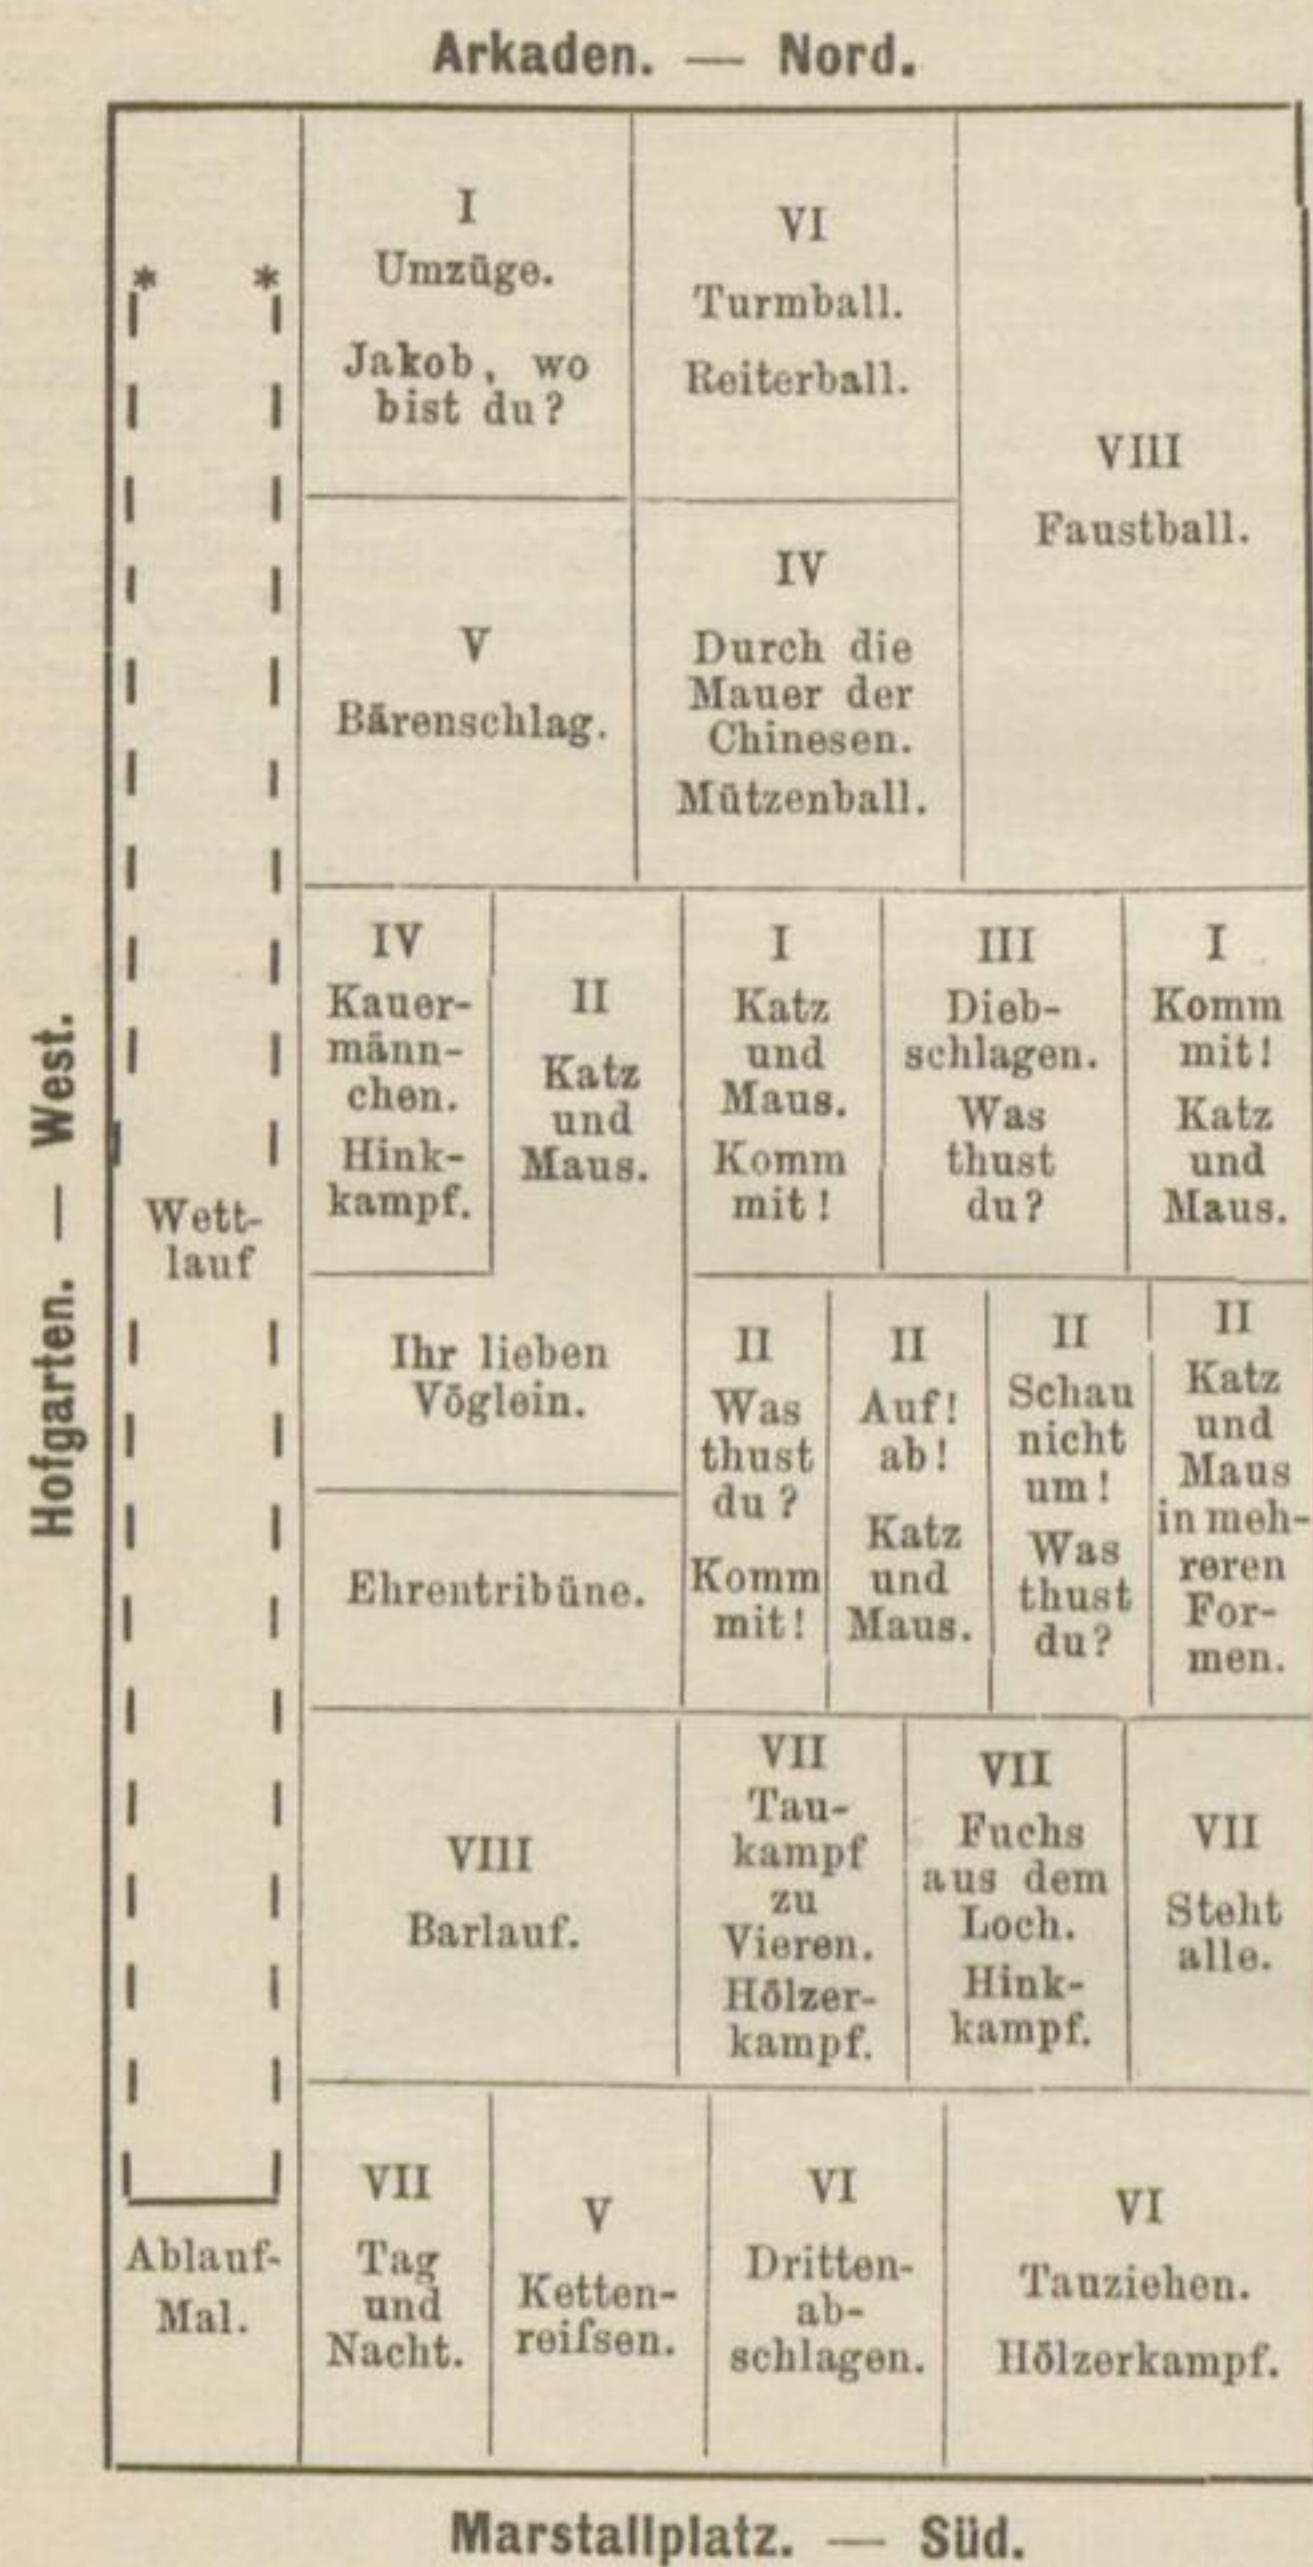 Arkaden. — Nord.
Hofgarten. — West.
*
*
Wett-
lauf
Ablauf-
Mal.
I
Umzüge.
Jakob, wo
bist du?
VI
Turmball.
Reiterball.
VIII
Faustball.
V
Bärenschlag.
IV
Durch die
Mauer der
Chinesen.
Mützenball.
IV
Kauer-
männ-
chen.
Hink-
kampf.
II
Katz
und
Maus.
Ihr lieben
Vöglein.
I
Katz
und
Maus.
Komm
mit!
III
Dieb-
schlagen.
Was
thust
du?
I
Komm
mit!
Katz
und
Maus.
Ehrentribüne.
II
Was
thust
du?
Komm
mit!
II
Auf!
ab!
Katz
und
Maus.
II
Schau
nicht
um!
Was
thust
du?
II
Katz
und
Maus
in meh-
reren
For-
men.
VIII
Barlauf.
VII
Tau-
kampf
zu
Vieren.
Hölzer-
kampf.
VII
Fuchs
aus dem
Loch.
Hink-
kampf.
VII
Steht
alle.
VII
Tag
und
Nacht.
V
Ketten-
reiſsen.
VI
Dritten-
ab-
schlagen.
VI
Tauziehen.
Hölzerkampf.
Marstallplatz. — Süd.